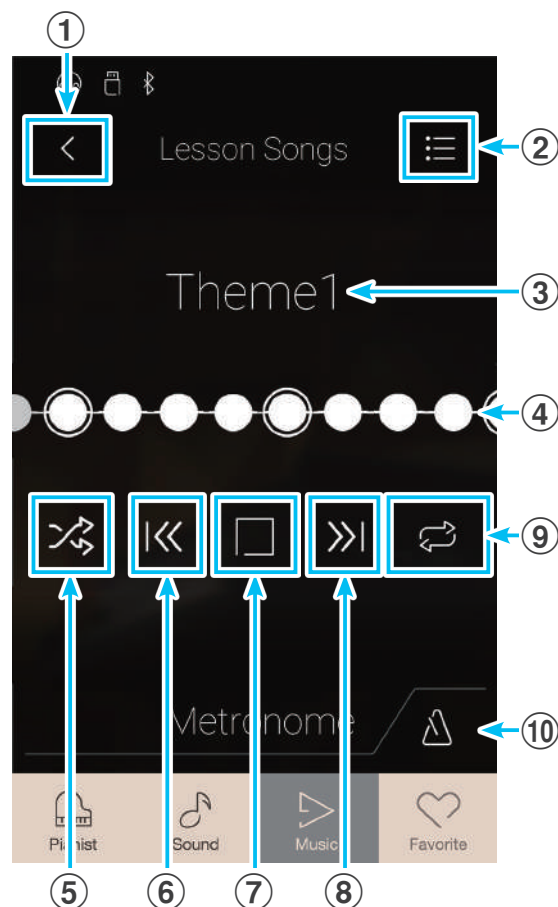 ①
Lesson Songs
②
Theme1
③
④
⑨
Metronome
⑩
Pianist
Sound
Music
Favorite
⑤
⑥
⑦
⑧